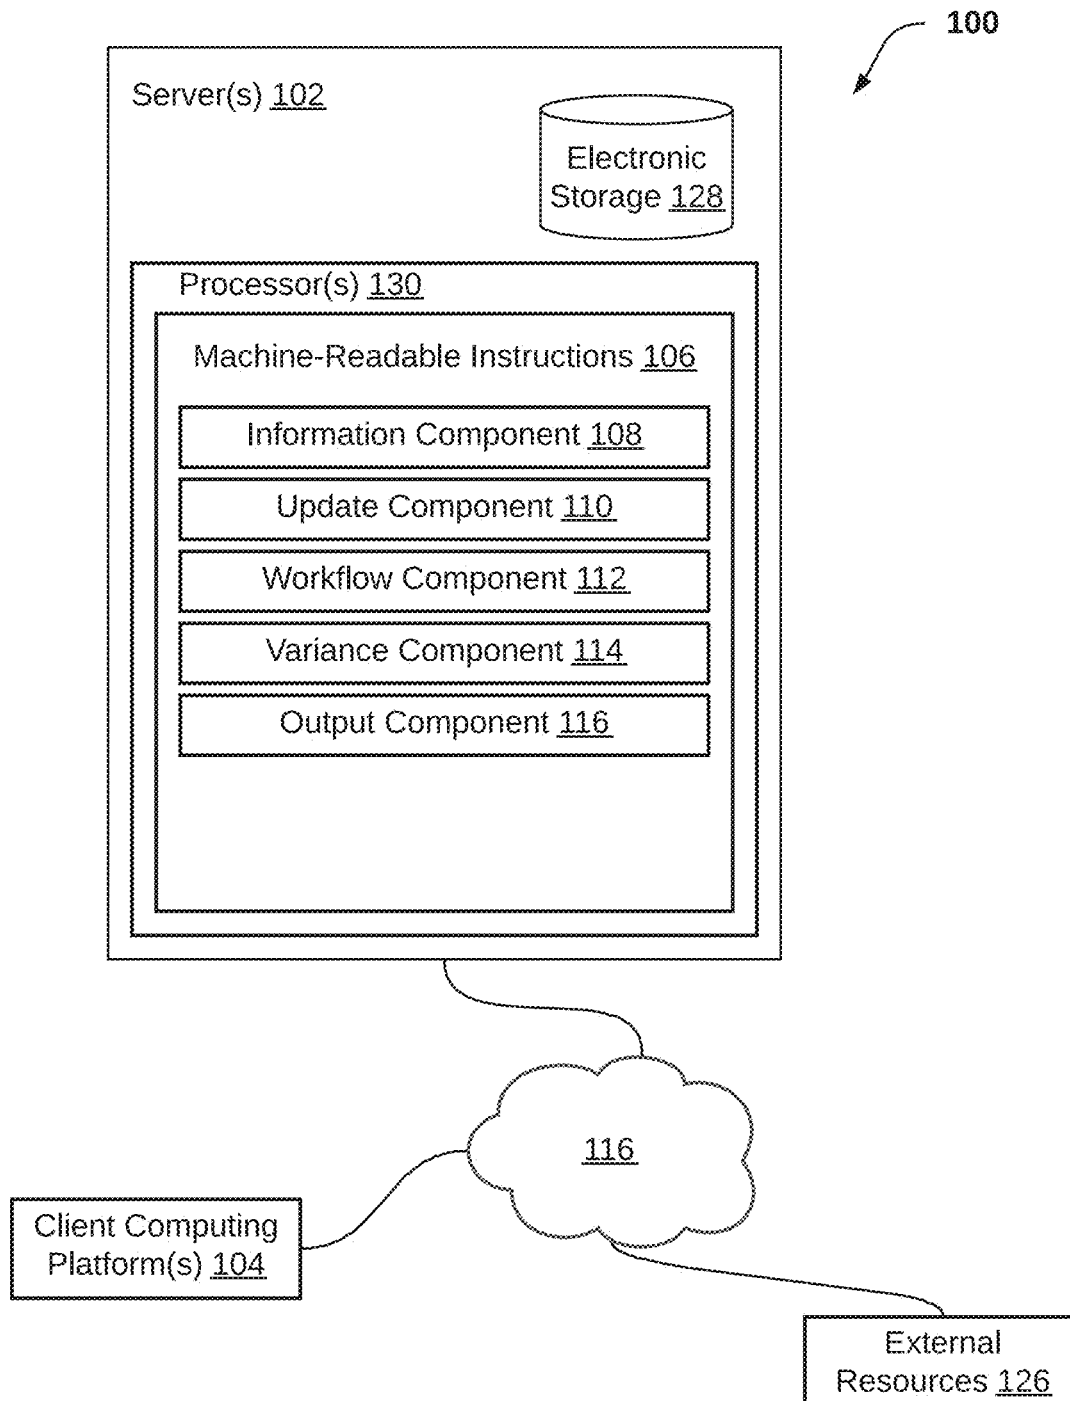 100
Server(s) 102
Electronic
Storage 128
Processor(s) 130
Machine-Readable Instructions 106
Information Component 108
Update Component 110
Workflow Component 112
Variance Component 114
Output Component 116
116
Client Computing
Platform(s) 104
External
Resources 126